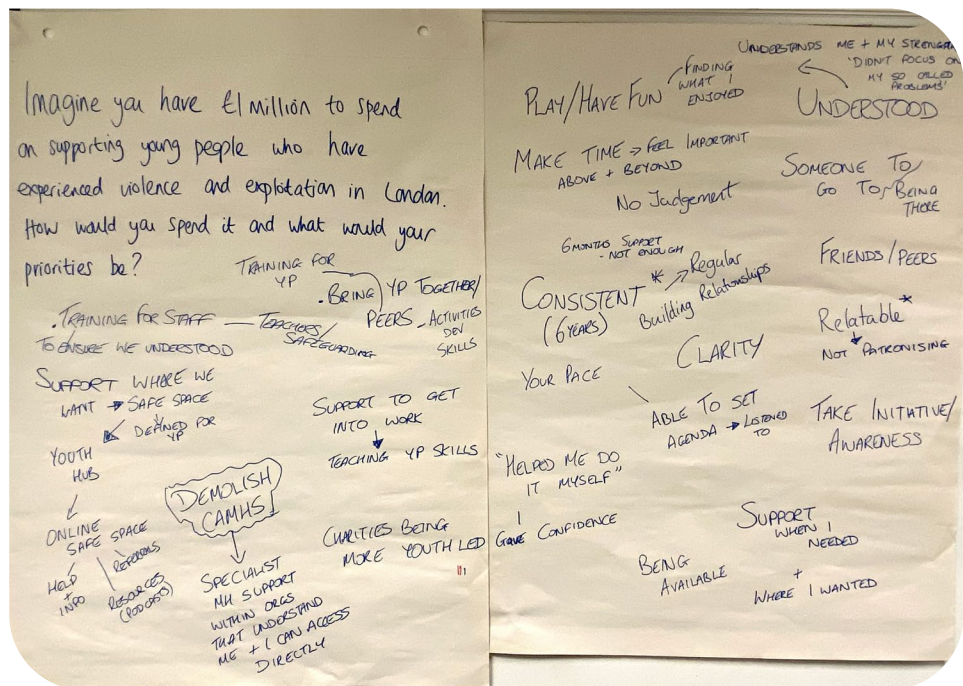 Imagine you have £1 million to spend
on supporting young people who have
experienced violence and explotation in London.
How would you spend it and what would your
priorities be?
TRAINING FOR
YP
. BRING YP TOGETHER/
PEERS - ACTIVITIES
DEV
SKILLS
. TRAINING FOR STAFF - TEACHERS/
SAFEGUARDING
TO ENSURE WE UNDERSTOOD
SUPPORT WHERE WE
WANT → SAFE SPACE
DEFINED FOR
YP
YOUTH
HUB
ONLINE
SAFE SPACE
REFERRALS
HELP
+
INFO
RESOURCES
(PODCASTS)
DEMOLISH
CAMHS
SPECIALIST
MH SUPPORT
WITHIN ORGS
THAT UNDERSTAND
ME + I CAN ACCESS
DIRECTLY
SUPPORT TO GET
INTO WORK
TEACHING YP SKILLS
CHARITIES BEING
MORE YOUTH LED
PLAY/HAVE FUN
FINDING
WHAT I
ENJOYED
UNDERSTANDS ME + MY STRENGTH
'DIDN'T FOCUS ON
MY SO CALLED
PROBLEMS'
UNDERSTOOD
MAKE TIME → FEEL IMPORTANT
ABOVE + BEYOND
No Judgement
SOMEONE TO
GO TO / BEING
THERE
6 MONTHS SUPPORT
- NOT ENOUGH
CONSISTENT * → Regular
(6 YEARS)
Building Relationships
FRIENDS/PEERS
Relatable *
NOT PATRONISING
CLARITY
YOUR PACE
ABLE TO SET
AGENDA → LISTENED
TO
TAKE INITIATIVE/
AWARENESS
"HELPED ME DO
IT MYSELF"
Gave CONFIDENCE
SUPPORT
WHEN I
NEEDED
+
WHERE I WANTED
BEING
AVAILABLE